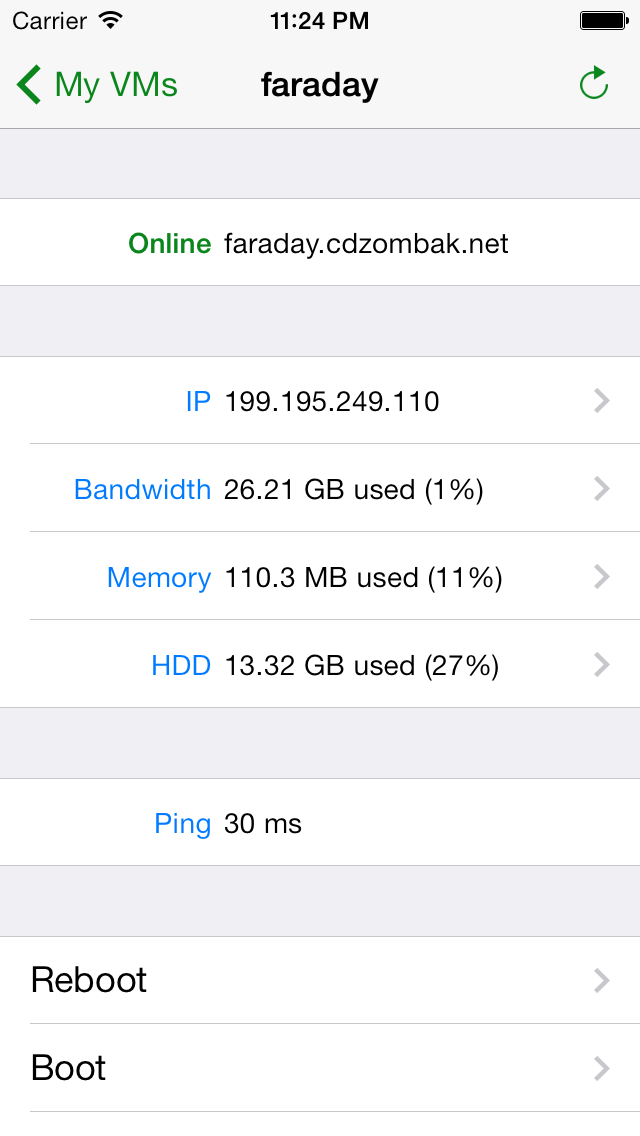 Carrier 11:24 PM
My VMs faraday
Online faraday.cdzombak.net
IP 199.195.249.110
Bandwidth 26.21 GB used (1%)
Memory 110.3 MB used (11%)
HDD 13.32 GB used (27%)
Ping 30 ms
Reboot
Boot